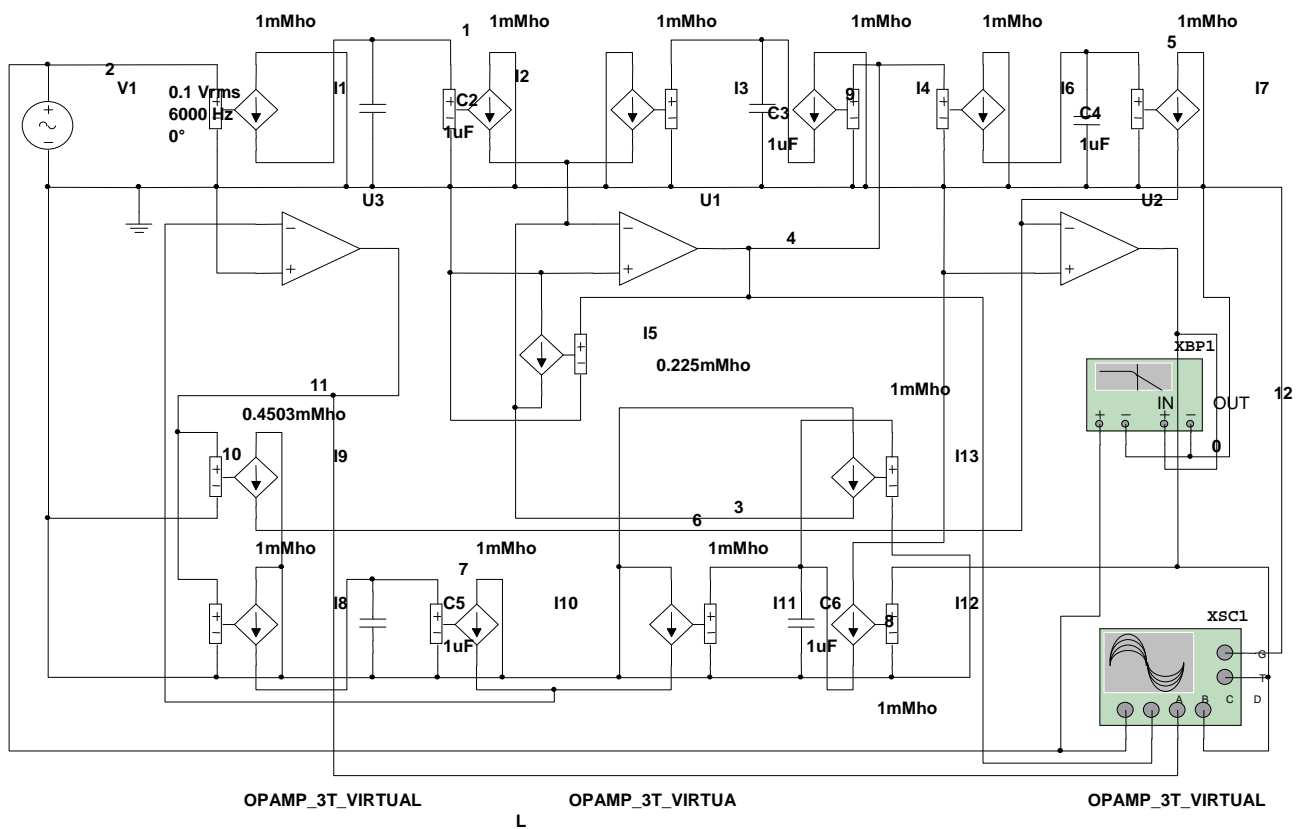 1mMho
1
1mMho
1mMho
1mMho
1mMho
1mMho
2
V1
0.1 Vrms
6000 Hz
0°
I1
C2
1uF
I2
I3
C3
1uF
9
I4
I6
C4
1uF
5
I7
U3
U1
U2
4
I5
0.225mMho
11
0.4503mMho
10
I9
1mMho
I13
3
6
XBP1
IN
OUT
12
0
1mMho
7
1mMho
1mMho
I8
C5
1uF
I10
I11
C6
1uF
8
I12
1mMho
XSC1
G
T
A
B
C
D
OPAMP_3T_VIRTUAL
OPAMP_3T_VIRTUA
L
OPAMP_3T_VIRTUAL